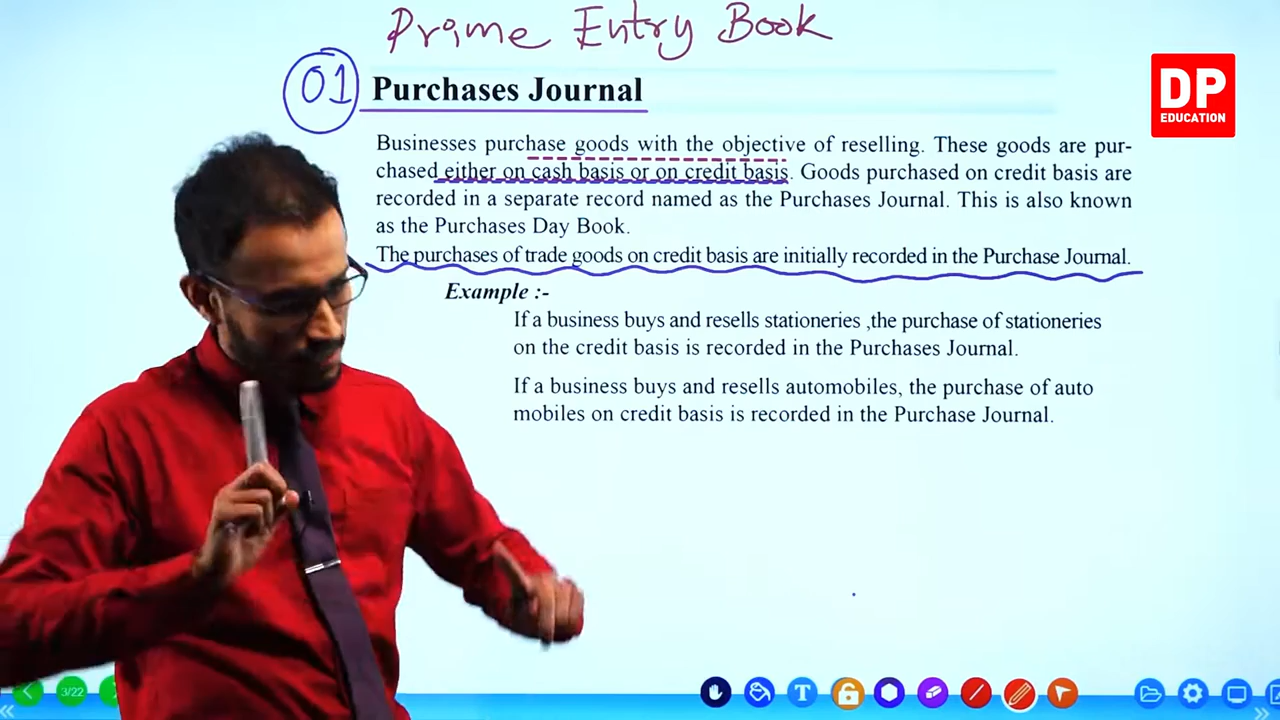 Prime Entry Book
01
Purchases Journal
DP
EDUCATION
Businesses purchase goods with the objective of reselling. These goods are pur-
chased either on cash basis or on credit basis. Goods purchased on credit basis are
recorded in a separate record named as the Purchases Journal. This is also known
as the Purchases Day Book.
The purchases of trade goods on credit basis are initially recorded in the Purchase Journal.
Example :-
If a business buys and resells stationeries ,the purchase of stationeries
on the credit basis is recorded in the Purchases Journal.
If a business buys and resells automobiles, the purchase of auto
mobiles on credit basis is recorded in the Purchase Journal.
3/22
T